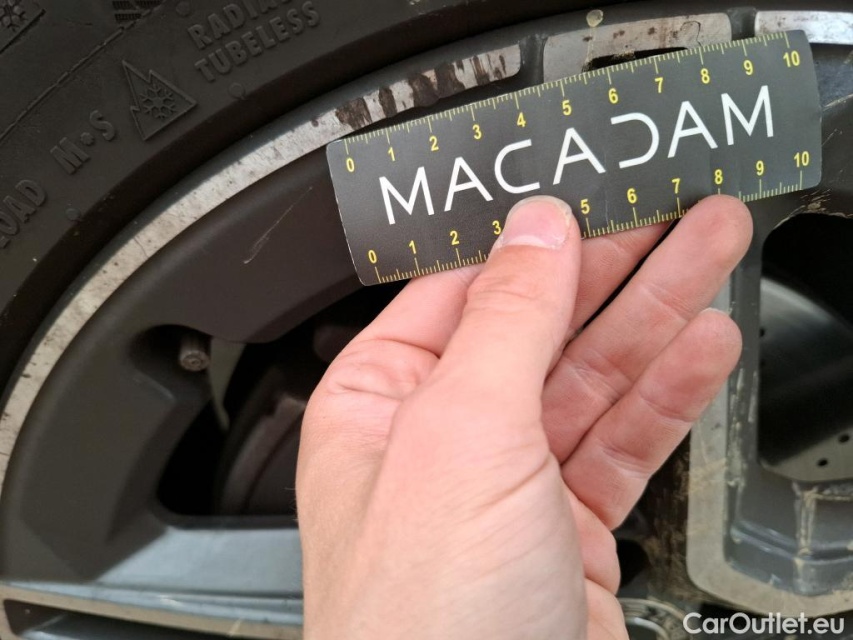 RADIAL
TUBELESS
M•S
LOAD
0 1 2 3 4 5 6 7 8 9 10
MACADAM
0 1 2 3 5 6 7 8 9 10
CarOutlet.eu